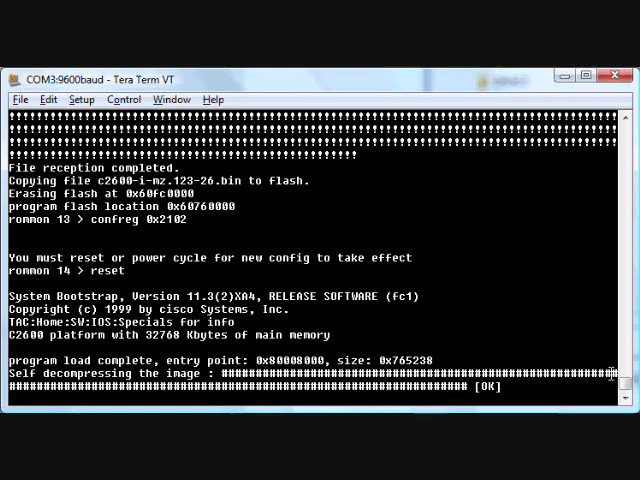 COM3:9600baud - Tera Term VT
File Edit Setup Control Window Help
!!!!!!!!!!!!!!!!!!!!!!!!!!!!!!!!!!!!!!!!!!!!!!!!!!!!!!!!!!!!!!!!!!!!!!!!!!!!!!!!!!!!!!!!!
!!!!!!!!!!!!!!!!!!!!!!!!!!!!!!!!!!!!!!!!!!!!!!!!!!!!!!!!!!!!!!!!!!!!!!!!!!!!!!!!!!!!!!!!!
!!!!!!!!!!!!!!!!!!!!!!!!!!!!!!!!!!!!!!!!!!!!!!!!!!!!!!!!!!!!!!!!!!!!!!!!!!!!!!!!!!!!!!!!!
!!!!!!!!!!!!!!!!!!!!!!!!!!!!!!!!!!!!!!!!!!!!!!!!!!!
File reception completed.
Copying file c2600-i-mz.123-26.bin to flash.
Erasing flash at 0x60fc0000
program flash location 0x60760000
rommon 13 > confreg 0x2102
You must reset or power cycle for new config to take effect
rommon 14 > reset
System Bootstrap, Version 11.3(2)XA4, RELEASE SOFTWARE (fc1)
Copyright (c) 1999 by cisco Systems, Inc.
TAC:Home:SW:IOS:Specials for info
C2600 platform with 32768 Kbytes of main memory
program load complete, entry point: 0x80008000, size: 0x765238
Self decompressing the image : ##########################################################
################################################################### [OK]